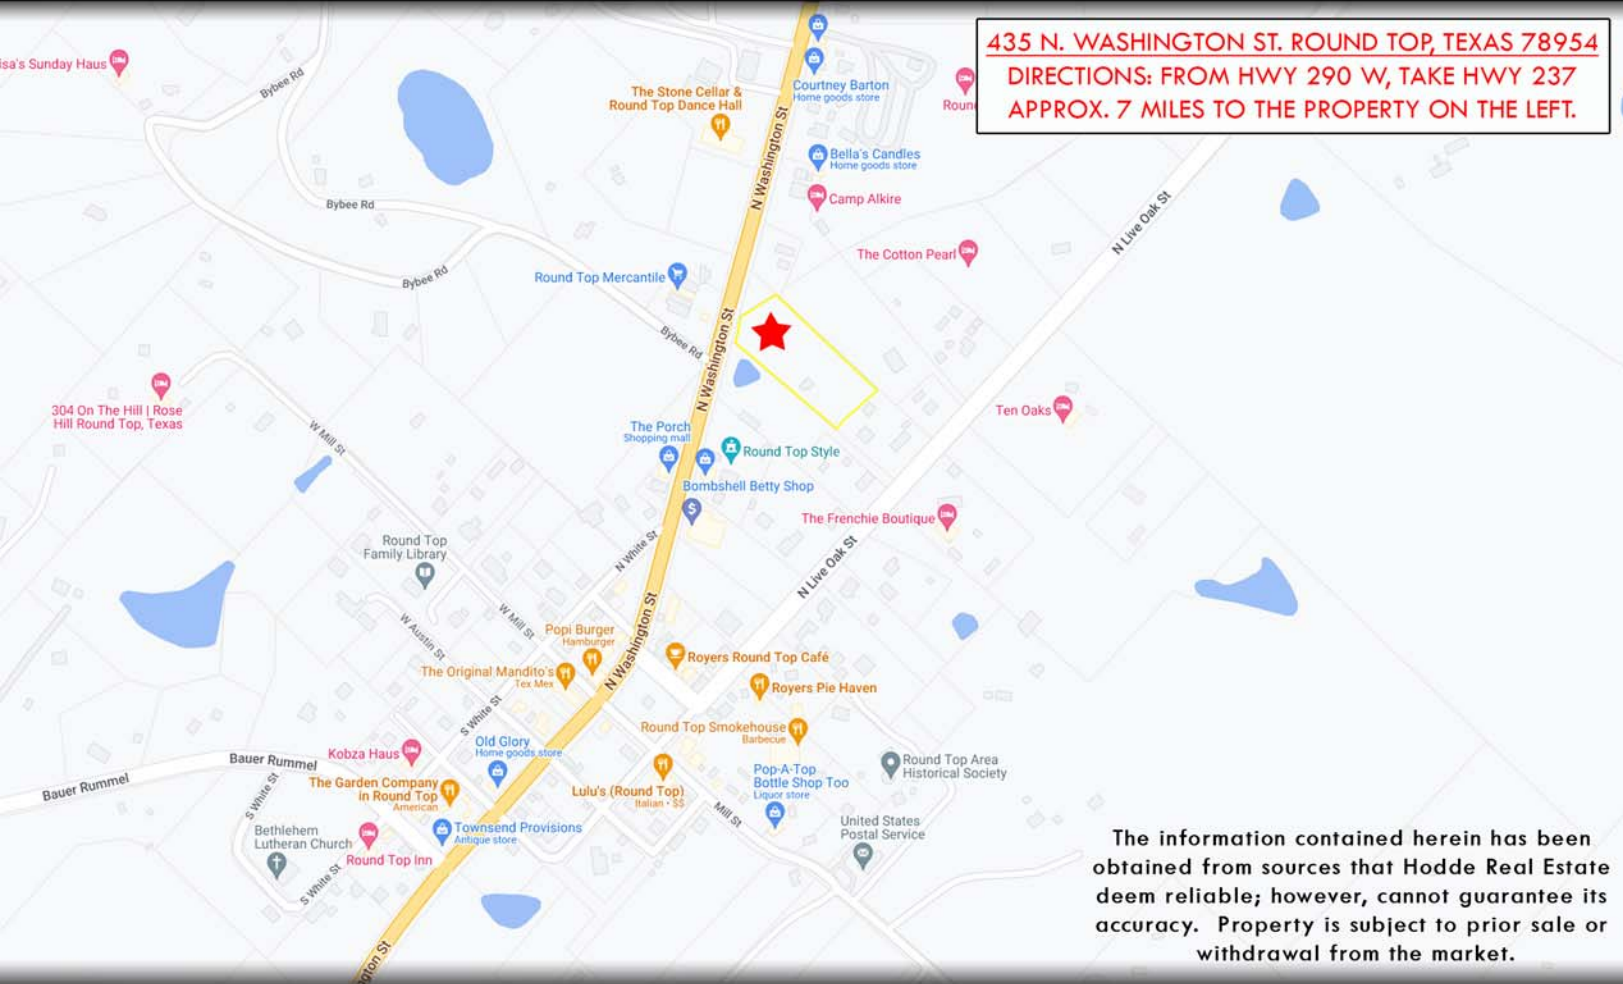 435 N. WASHINGTON ST. ROUND TOP, TEXAS 78954
DIRECTIONS: FROM HWY 290 W, TAKE HWY 237
APPROX. 7 MILES TO THE PROPERTY ON THE LEFT.
isa's Sunday Haus
Bybee Rd
The Stone Cellar &
Round Top Dance Hall
Courtney Barton
Home goods store
Roun
N Washington St
Bella's Candles
Home goods store
Camp Alkire
Bybee Rd
N Live Oak St
The Cotton Pearl
Round Top Mercantile
Bybee Rd
Bybee Rd
N Washington St
304 On The Hill | Rose
Hill Round Top, Texas
Ten Oaks
W Mill St
The Porch
Shopping mall
Round Top Style
Bombshell Betty Shop
The Frenchie Boutique
Round Top
Family Library
N White St
N Live Oak St
W Mill St
W Austin St
N Washington St
Popi Burger
Hamburger
The Original Mandito's
Tex Mex
Royers Round Top Café
Royers Pie Haven
S White St
Round Top Smokehouse
Barbecue
Old Glory
Home goods store
Kobza Haus
Bauer Rummel
Bauer Rummel
S White St
The Garden Company
in Round Top
American
Lulu's (Round Top)
Italian • $$
Pop-A-Top
Bottle Shop Too
Liquor store
Round Top Area
Historical Society
Mill St
United States
Postal Service
Townsend Provisions
Antique store
Bethlehem
Lutheran Church
Round Top Inn
S White St
gton St
The information contained herein has been
obtained from sources that Hodde Real Estate
deem reliable; however, cannot guarantee its
accuracy. Property is subject to prior sale or
withdrawal from the market.